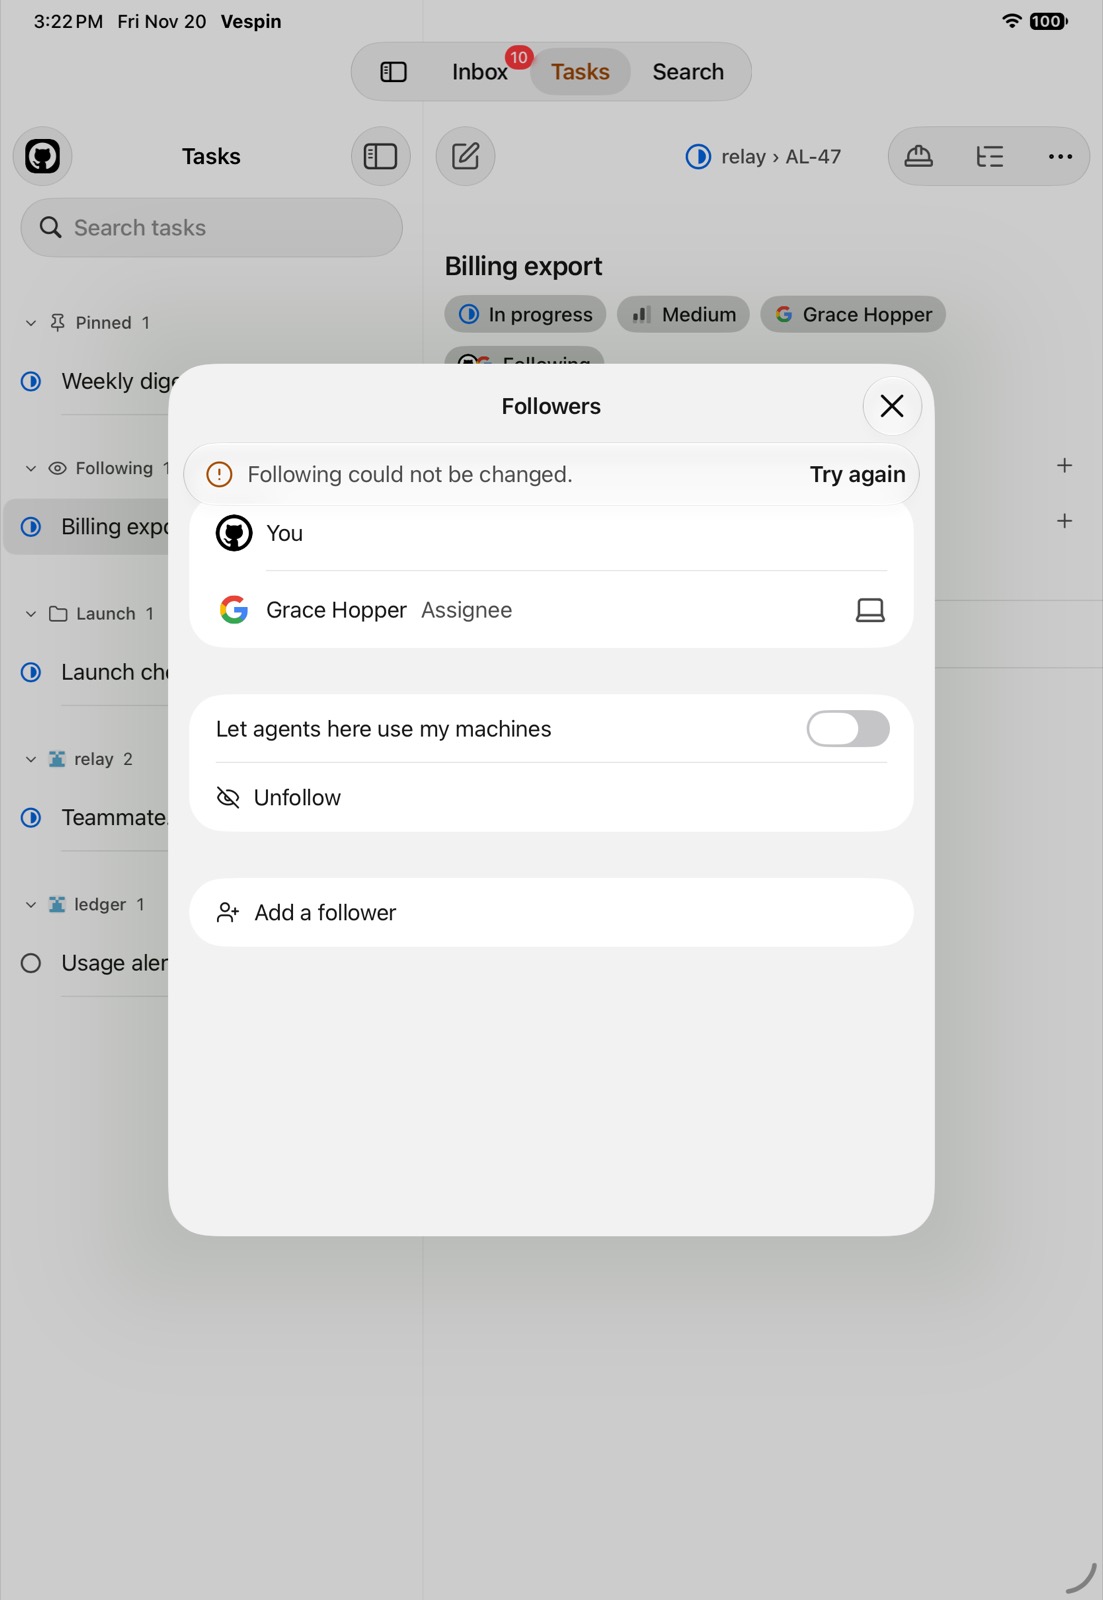 3:22 PM Fri Nov 20 Vespin
100
Inbox 10 Tasks Search
Tasks
relay › AL-47
Search tasks
Billing export
In progress Medium Grace Hopper
Following
Pinned 1
Weekly dige
Following 1
Billing expo
Launch 1
Launch che
relay 2
Teammate
ledger 1
Usage aler
Followers
Following could not be changed. Try again
You
Grace Hopper Assignee
Let agents here use my machines
Unfollow
Add a follower